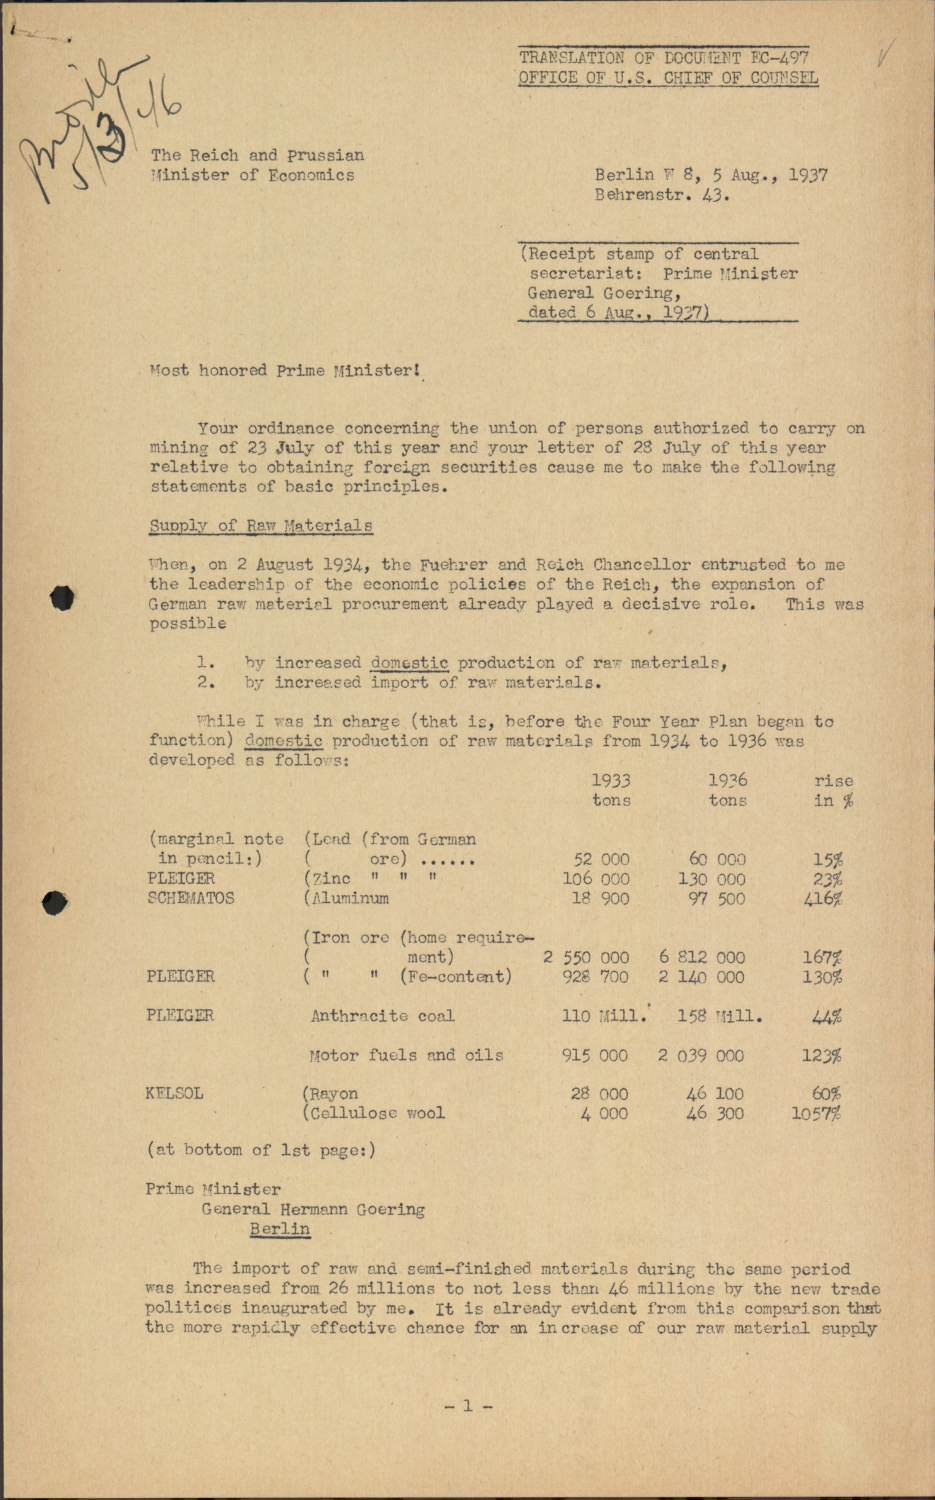 TRANSLATION OF DOCUMENT EC-497
OFFICE OF U.S. CHIEF OF COUNSEL
5/23/46
The Reich and Prussian
Minister of Economics
Berlin W 8, 5 Aug., 1937
Behrenstr. 43.
(Receipt stamp of central
secretariat: Prime Minister
General Goering,
dated 6 Aug., 1937)
Most honored Prime Minister!
Your ordinance concerning the union of persons authorized to carry on
mining of 23 July of this year and your letter of 28 July of this year
relative to obtaining foreign securities cause me to make the following
statements of basic principles.
Supply of Raw Materials
When, on 2 August 1934, the Fuehrer and Reich Chancellor entrusted to me
the leadership of the economic policies of the Reich, the expansion of
German raw material procurement already played a decisive role. This was
possible
1. by increased domestic production of raw materials,
2. by increased import of raw materials.
While I was in charge (that is, before the Four Year Plan began to
function) domestic production of raw materials from 1934 to 1936 was
developed as follows:
1933 1936 rise
tons tons in %
(marginal note (Lead (from German
in pencil:) ( ore) ...... 52 000 60 000 15%
PLEIGER (Zinc " " " 106 000 130 000 23%
SCHEMATOS (Aluminum 18 900 97 500 416%
(Iron ore (home require-
( ment) 2 550 000 6 812 000 167%
PLEIGER ( " " (Fe-content) 928 700 2 140 000 130%
PLEIGER Anthracite coal 110 Mill. 158 Mill. 44%
Motor fuels and oils 915 000 2 039 000 123%
KELSOL (Rayon 28 000 46 100 60%
(Cellulose wool 4 000 46 300 1057%
(at bottom of 1st page:)
Prime Minister
General Hermann Goering
Berlin
The import of raw and semi-finished materials during the same period
was increased from 26 millions to not less than 46 millions by the new trade
politices inaugurated by me. It is already evident from this comparison that
the more rapidly effective chance for an increase of our raw material supply
- 1 -